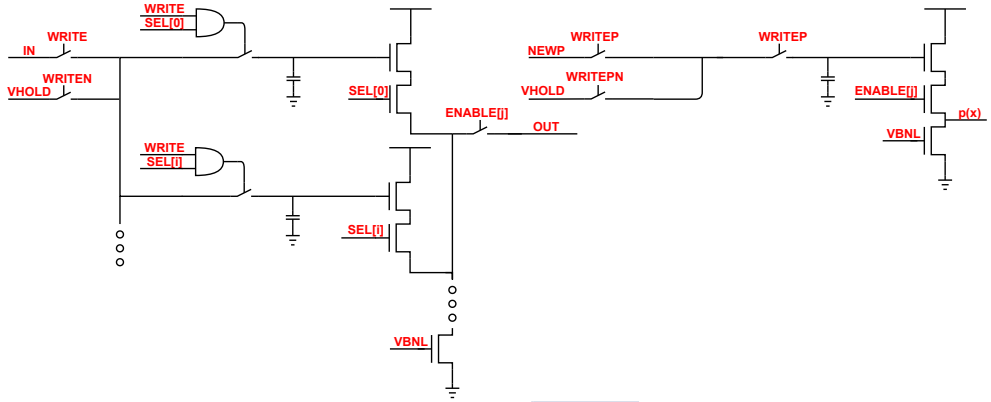 WRITE
SEL[0]
WRITE
IN
WRITEN
VHOLD
SEL[0]
ENABLE[j]
OUT
WRITE
SEL[i]
SEL[i]
VBNL
WRITEP
NEWP
WRITEPN
VHOLD
WRITEP
ENABLE[j]
p(x)
VBNL